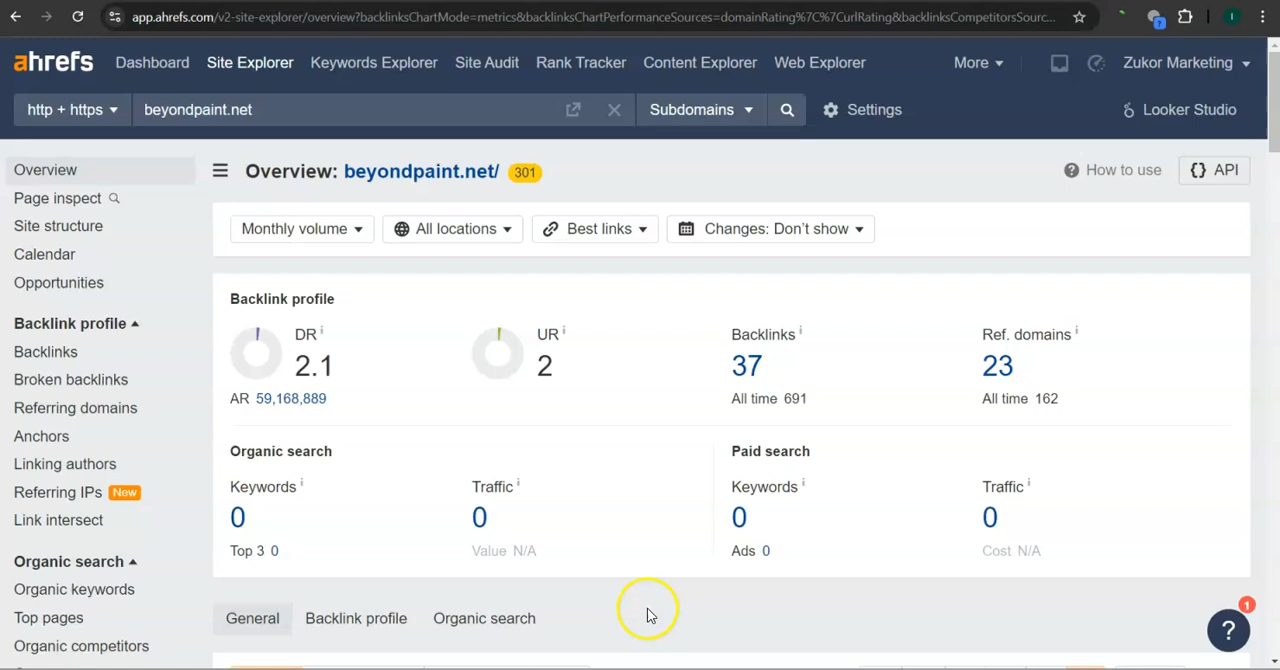 app.ahrefs.com/v2-site-explorer/overview?backlinksChartMode=metrics&backlinksChartPerformanceSources=domainRating%7C%7CurlRating&backlinksCompetitorsSourc...
ahrefs Dashboard Site Explorer Keywords Explorer Site Audit Rank Tracker Content Explorer Web Explorer More Zukor Marketing
http + https beyondpaint.net Subdomains Settings Looker Studio
Overview
Page inspect
Site structure
Calendar
Opportunities
Backlink profile
Backlinks
Broken backlinks
Referring domains
Anchors
Linking authors
Referring IPs New
Link intersect
Organic search
Organic keywords
Top pages
Organic competitors
Overview: beyondpaint.net/ 301 How to use {} API
Monthly volume All locations Best links Changes: Don't show
Backlink profile
DR i UR i Backlinks i Ref. domains i
2.1 2 37 23
AR 59,168,889 All time 691 All time 162
Organic search Paid search
Keywords i Traffic i Keywords i Traffic i
0 0 0 0
Top 3 0 Value N/A Ads 0 Cost N/A
General Backlink profile Organic search
1
?